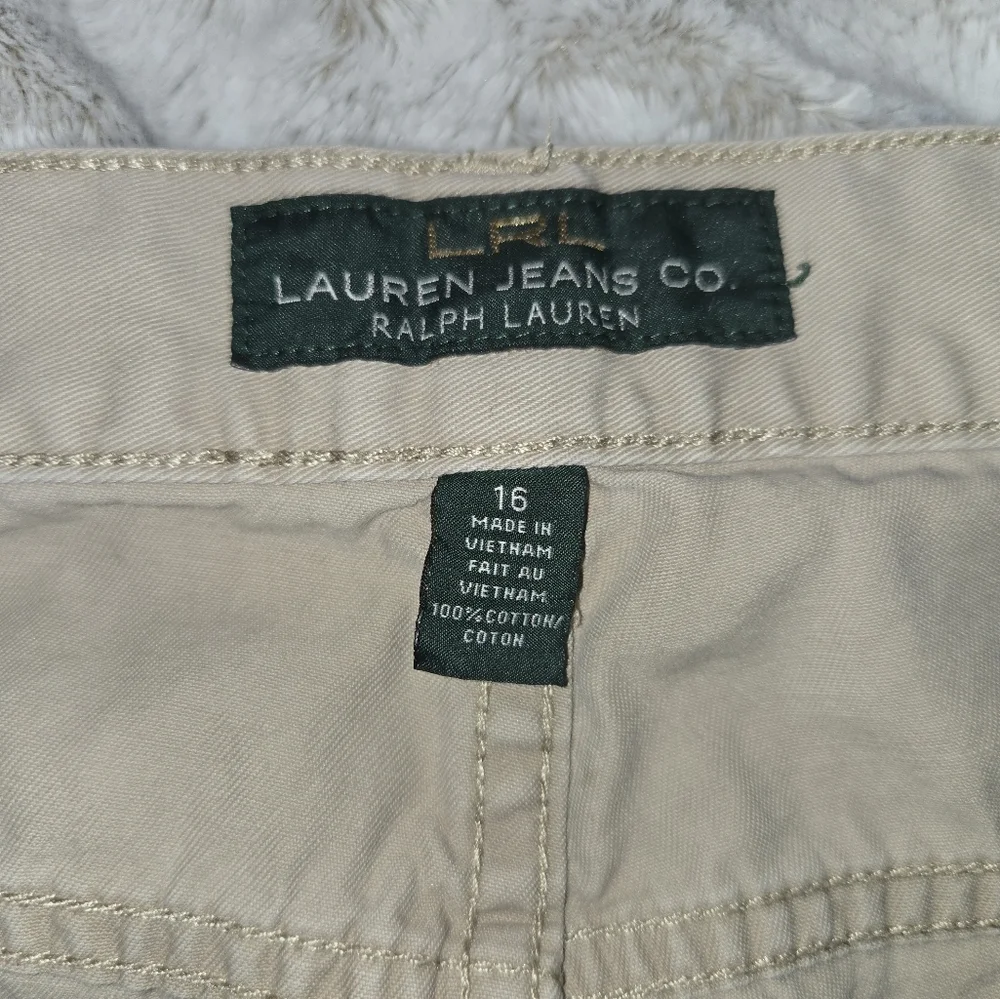 LRL
LAUREN JEANS CO.
RALPH LAUREN
16
MADE IN
VIETNAM
FAIT AU
VIETNAM
100% COTTON/
COTON